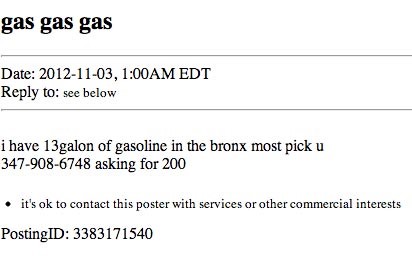 gas gas gas
Date: 2012-11-03, 1:00AM EDT
Reply to: see below
i have 13galon of gasoline in the bronx most pick u
347-908-6748 asking for 200
• it's ok to contact this poster with services or other commercial interests
PostingID: 3383171540